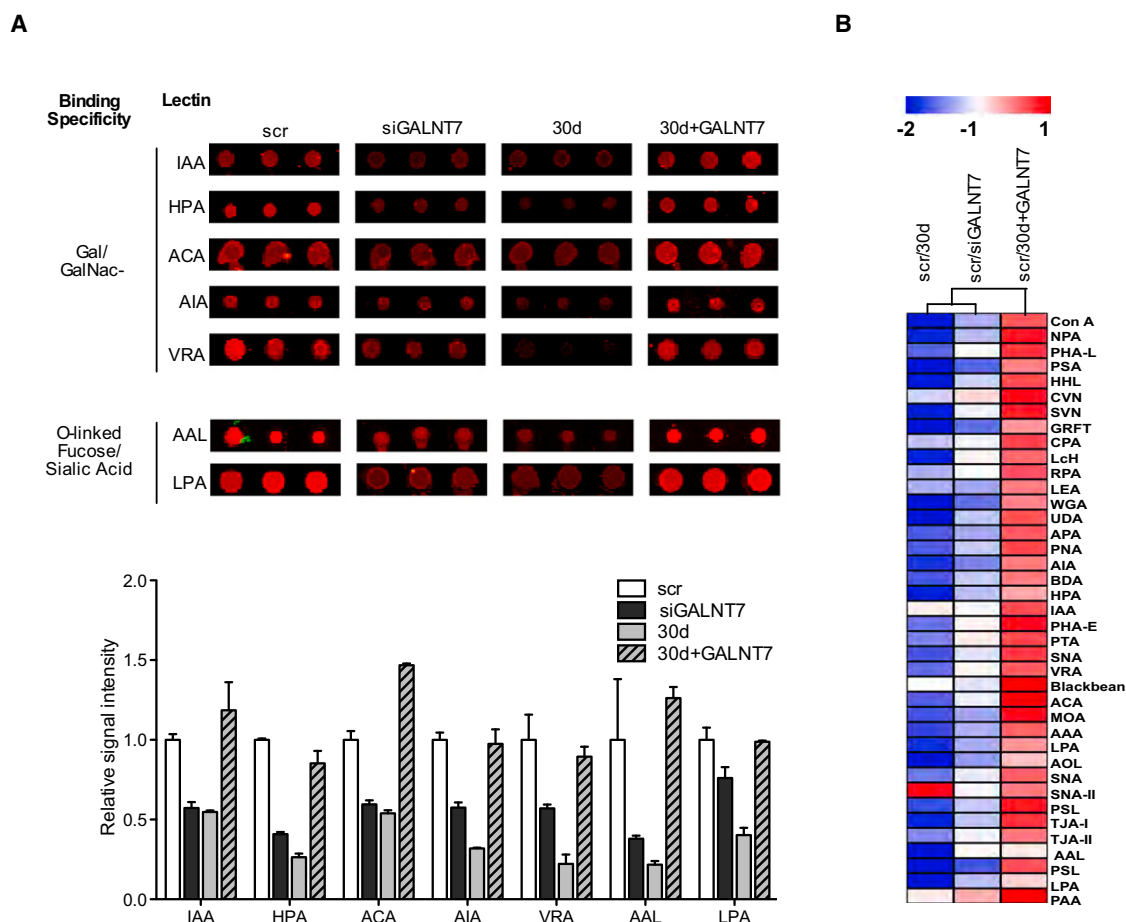 A
B
Binding
Specificity
Lectin
scr
siGALNT7
30d
30d+GALNT7
Gal/
GalNac-
IAA
HPA
ACA
AIA
VRA
O-linked
Fucose/
Sialic Acid
AAL
LPA
2.0
1.5
1.0
0.5
0.0
Relative signal intensity
scr
siGALNT7
30d
30d+GALNT7
IAA
HPA
ACA
AIA
VRA
AAL
LPA
-2
-1
1
scr/30d
scr/siGALNT7
scr/30d+GALNT7
Con A
NPA
PHA-L
PSA
HHL
CVN
SVN
GRFT
CPA
LcH
RPA
LEA
WGA
UDA
APA
PNA
AIA
BDA
HPA
IAA
PHA-E
PTA
SNA
VRA
Blackbean
ACA
MOA
AAA
LPA
AOL
SNA
SNA-II
PSL
TJA-I
TJA-II
AAL
PSL
LPA
PAA